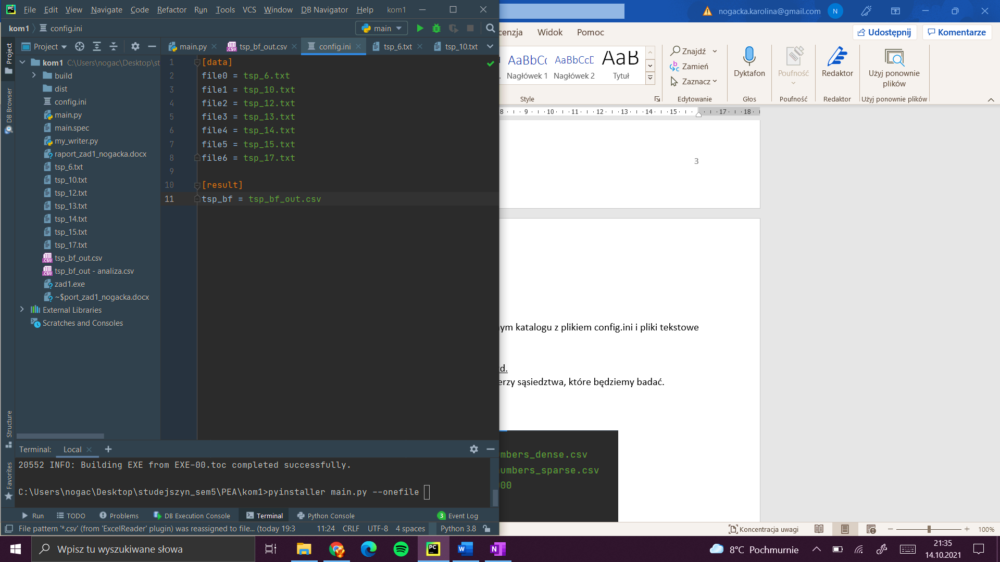 File Edit View Navigate Code Refactor Run Tools VCS Window DB Navigator Help kom1
kom1 config.ini
main
Project
main.py
tsp_bf_out.csv
config.ini
tsp_6.txt
tsp_10.txt
Project
DB Browser
Structure
Favorites
kom1 C:\Users\nogac\Desktop\st
build
dist
config.ini
main.py
main.spec
my_writer.py
raport_zad1_nogacka.docx
tsp_6.txt
tsp_10.txt
tsp_12.txt
tsp_13.txt
tsp_14.txt
tsp_15.txt
tsp_17.txt
tsp_bf_out.csv
tsp_bf_out - analiza.csv
zad1.exe
~$port_zad1_nogacka.docx
External Libraries
Scratches and Consoles
1 [data]
2 file0 = tsp_6.txt
3 file1 = tsp_10.txt
4 file2 = tsp_12.txt
5 file3 = tsp_13.txt
6 file4 = tsp_14.txt
7 file5 = tsp_15.txt
8 file6 = tsp_17.txt
9
10 [result]
11 tsp_bf = tsp_bf_out.csv
Terminal: Local
20552 INFO: Building EXE from EXE-00.toc completed successfully.
C:\Users\nogac\Desktop\studejszyn_sem5\PEA\kom1>pyinstaller main.py --onefile
Run TODO Problems DB Execution Console Terminal Python Console 3 Event Log
File pattern '*.csv' (from 'ExcelReader' plugin) was reassigned to file... (today 19:3 11:24 CRLF UTF-8 4 spaces Python 3.8
nogacka.karolina@gmail.com N
cenzja Widok Pomoc
Udostępnij Komentarze
AaBbCc AaBbCcD AaB
Nagłówek 1 Nagłówek 2 Tytuł
Style
Znajdź
Zamień
Zaznacz
Edytowanie
Dyktafon
Głos
Poufność
Poufność
Redaktor
Redaktor
Użyj ponownie
plików
Użyj ponownie plików
8 9 10 11 12 13 14 15 17 18
3
nym katalogu z plikiem config.ini i pliki tekstowe
d.
erzy sąsiedztwa, które będziemy badać.
mbers_dense.csv
umbers_sparse.csv
00
Koncentracja uwagi 100%
Wpisz tu wyszukiwane słowa
8°C Pochmurnie
21:35
14.10.2021